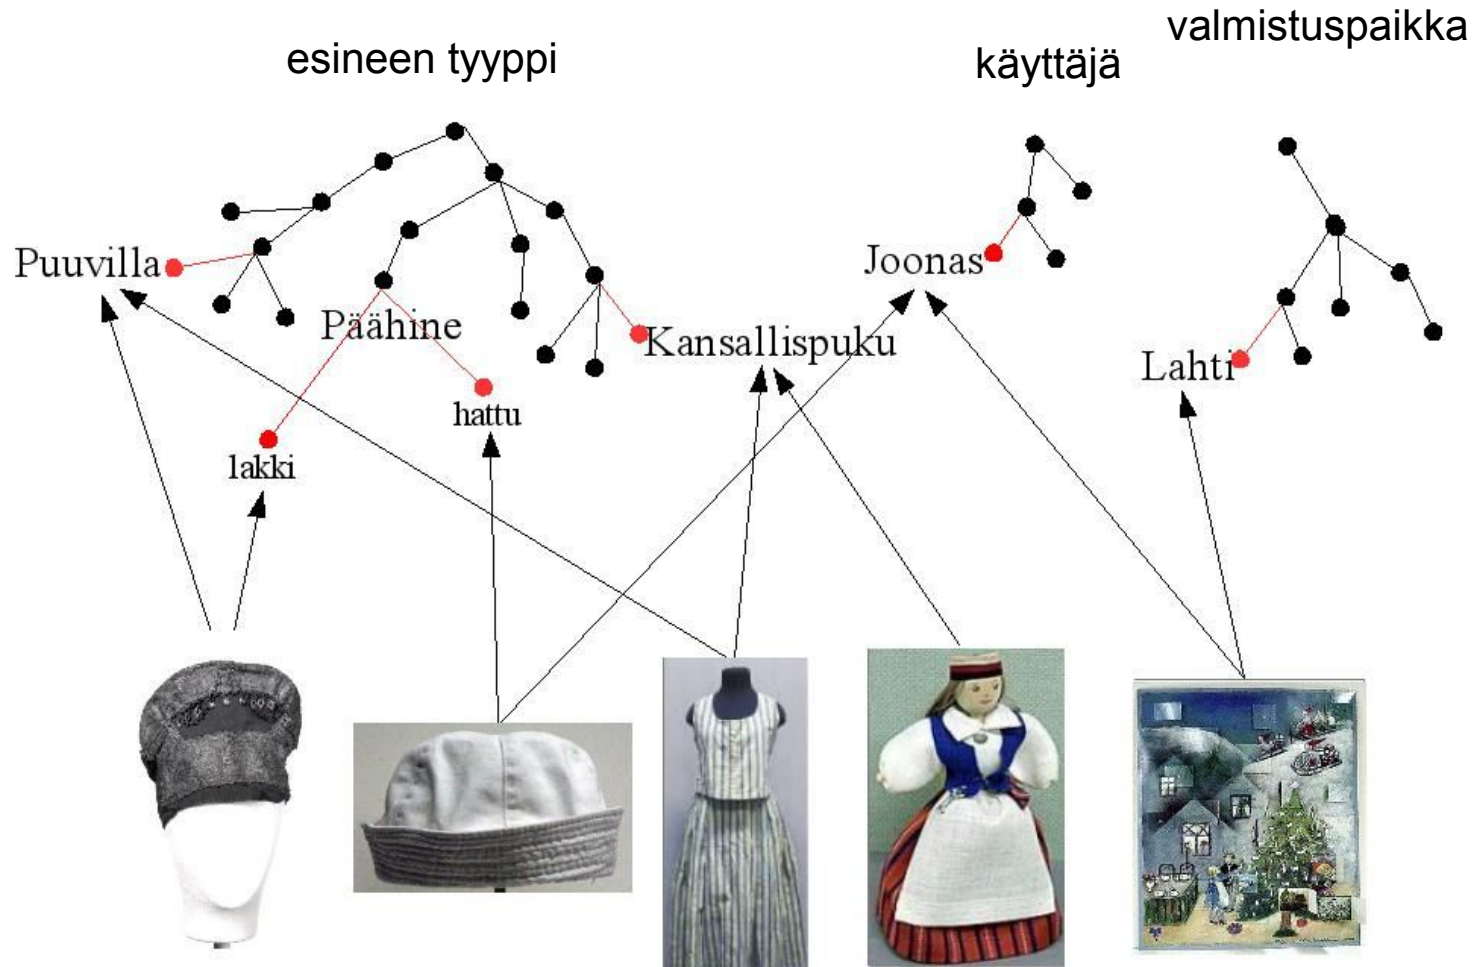 valmistuspaikka
esineen tyyppi
käyttäjä
Puuvilla
Joonas
Päähine
Kansallispuku
Lahti
hattu
lakki